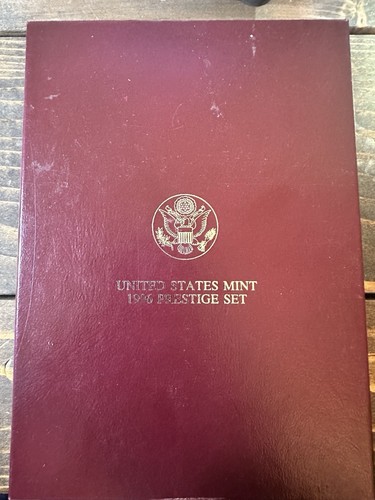 UNITED STATES MINT
1996 PRESTIGE SET